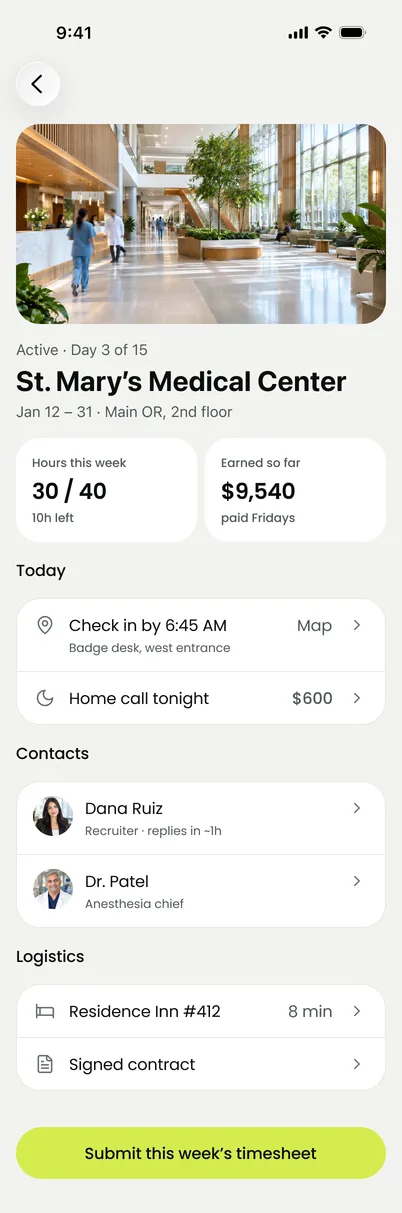 9:41
Active · Day 3 of 15
St. Mary’s Medical Center
Jan 12 – 31 · Main OR, 2nd floor
Hours this week
30 / 40
10h left
Earned so far
$9,540
paid Fridays
Today
Check in by 6:45 AM
Map
Badge desk, west entrance
Home call tonight
$600
Contacts
Dana Ruiz
Recruiter · replies in ~1h
Dr. Patel
Anesthesia chief
Logistics
Residence Inn #412
8 min
Signed contract
Submit this week’s timesheet